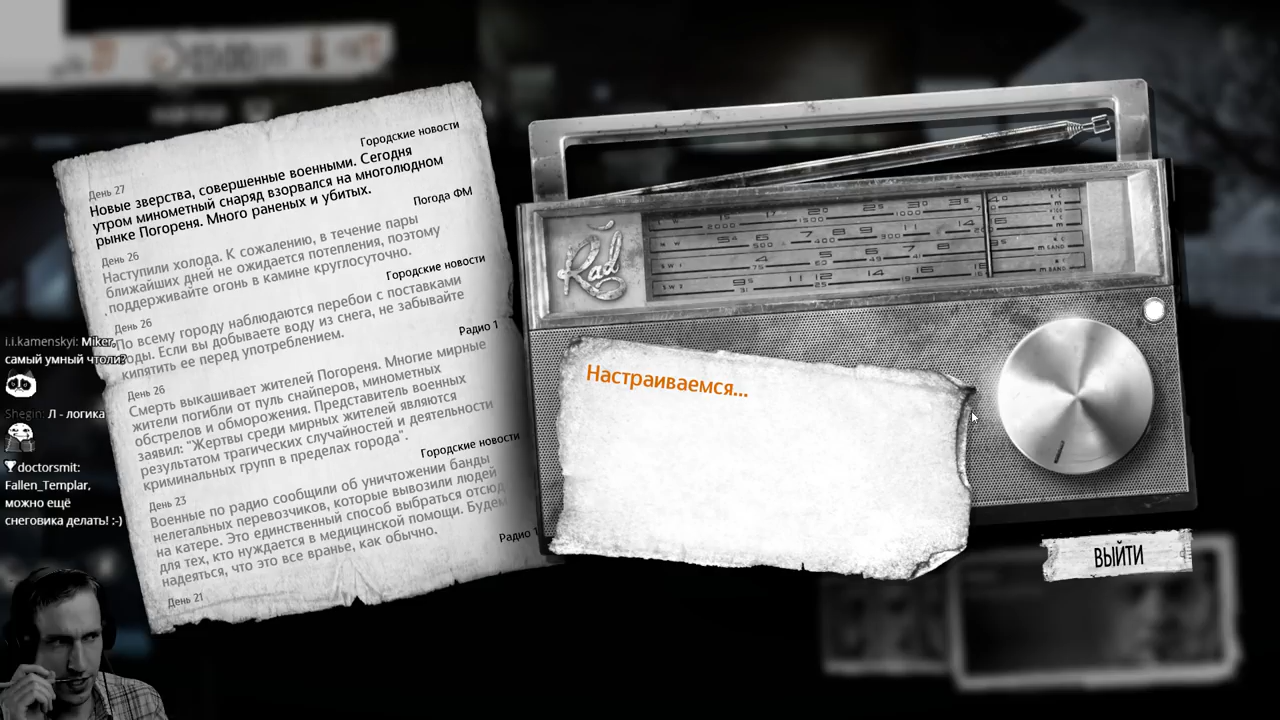 Городские новости
День 27
Новые зверства, совершенные военными. Сегодня
утром минометный снаряд взорвался на многолюдном
рынке Погореня. Много раненых и убитых.
Погода ФМ
День 26
Наступили холода. К сожалению, в течение пары
ближайших дней не ожидается потепления, поэтому
поддерживайте огонь в камине круглосуточно.
Городские новости
День 26
По всему городу наблюдаются перебои с поставками
воды. Если вы добываете воду из снега, не забывайте
кипятить ее перед употреблением.
Радио 1
День 26
Смерть выкашивает жителей Погореня. Многие мирные
жители погибли от пуль снайперов, минометных
обстрелов и обморожения. Представитель военных
заявил: "Жертвы среди мирных жителей являются
результатом трагических случайностей и деятельности
криминальных групп в пределах города".
Городские новости
День 23
Военные по радио сообщили об уничтожении банды
нелегальных перевозчиков, которые вывозили людей
на катере. Это единственный способ выбраться отсюд
для тех, кто нуждается в медицинской помощи. Будем
надеяться, что это все вранье, как обычно.
Радио 1
День 21
i.i.kamenskyi: Miker,
самый умный чтоли?
Shegin: Л - логика
doctorsmit:
Fallen_Templar,
можно ещё
снеговика делать! :-)
Rad
Настраиваемся...
ВЫЙТИ